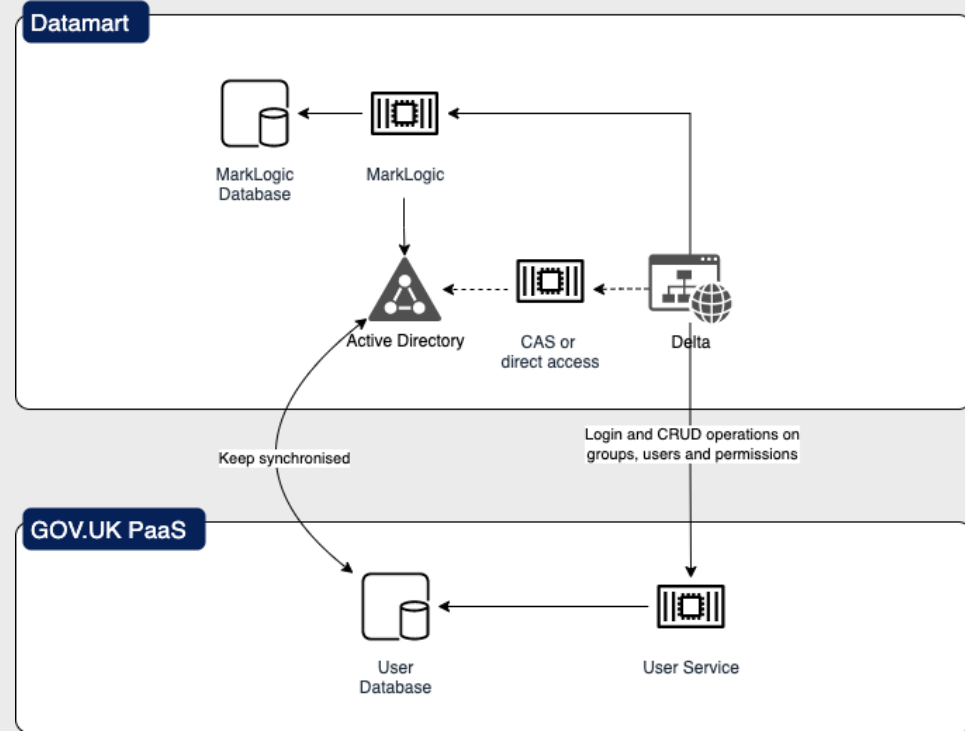 Datamart
MarkLogic
Database
MarkLogic
Active Directory
CAS or
direct access
Delta
Login and CRUD operations on
groups, users and permissions
Keep synchronised
GOV.UK PaaS
User
Database
User Service